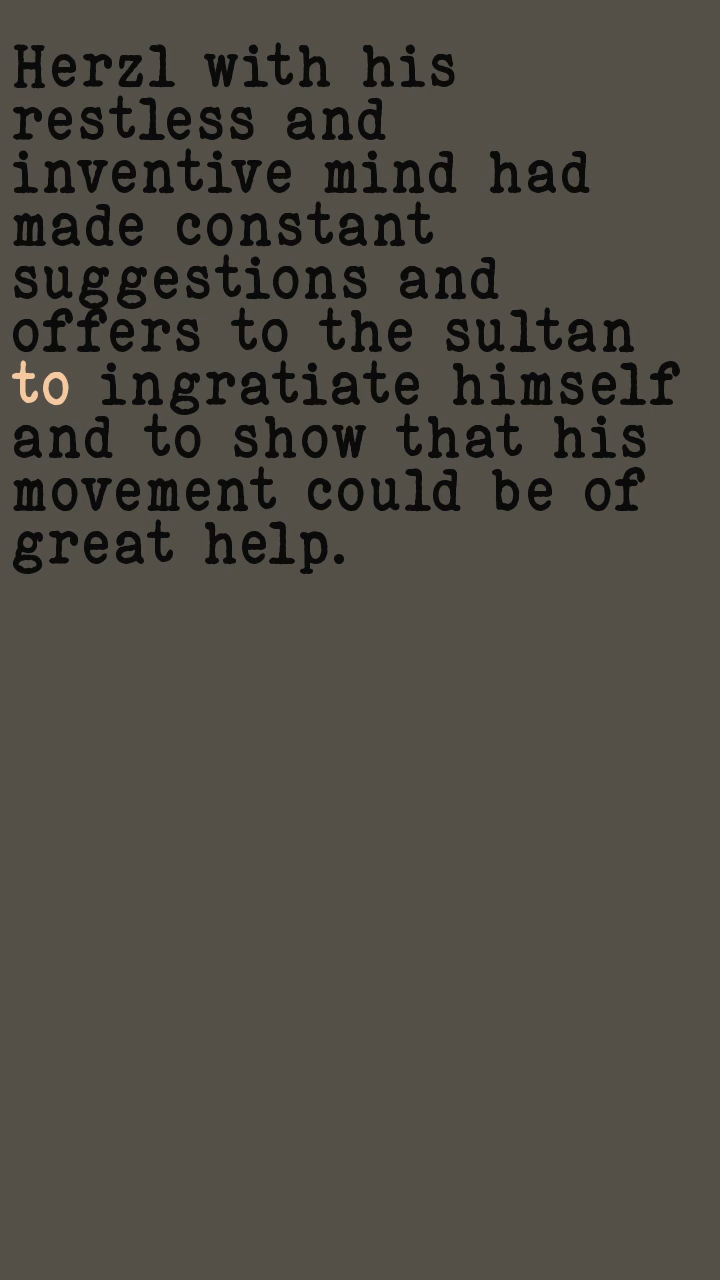 Herzl with his
restless and
inventive mind had
made constant
suggestions and
offers to the sultan
to ingratiate himself
and to show that his
movement could be of
great help.